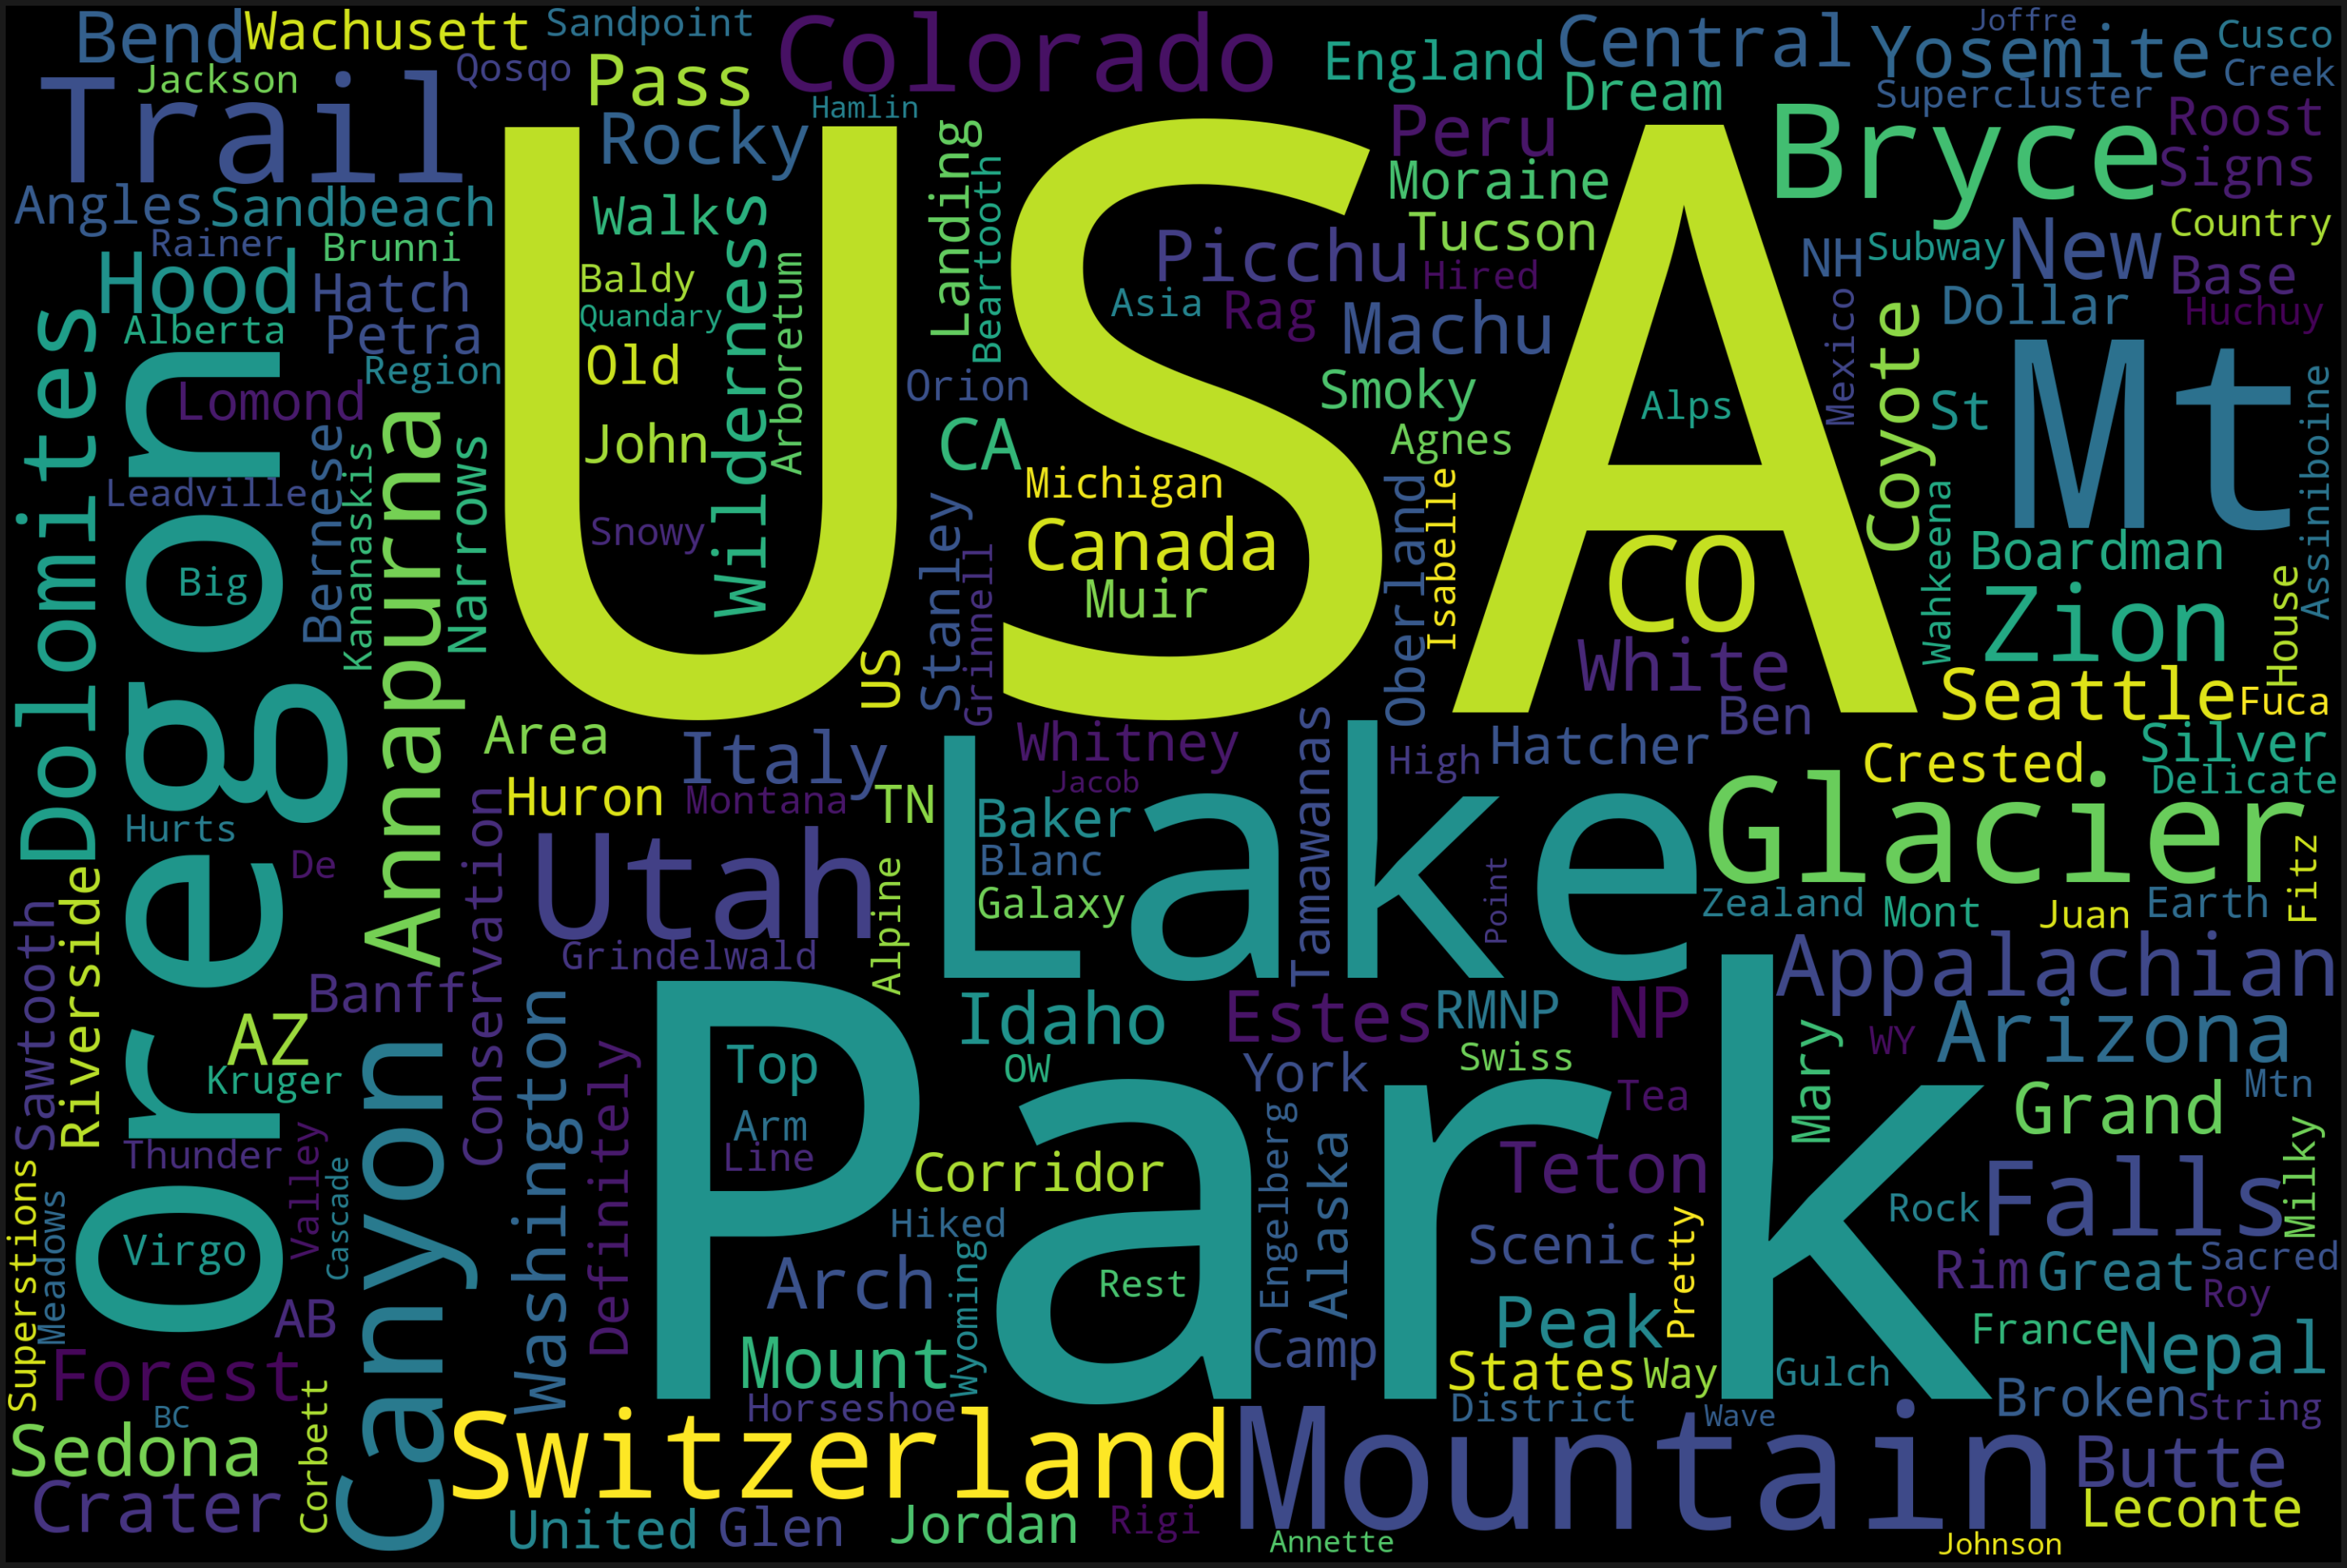 Bend
Wachusett
Sandpoint
Colorado
Central
Joffre
Yosemite
Cusco
Creek
Jackson
Qosqo
Pass
England
Dream
Supercluster
Trail
Hamlin
Rocky
Landing
Peru
Bryce
Roost
Signs
Angles
Sandbeach
Walk
Wilderness
Beartooth
Moraine
Tucson
Country
Rainer
Brunni
Arboretum
Picchu
NH
Subway
New
Hood
Hatch
Baldy
Asia
Rag
Hired
Base
Dollar
Huchuy
Alberta
Petra
Quandary
USA
Machu
Mexico
Coyote
Mt
Dolomites
Oregon
Region
Old
Orion
Smoky
Alps
St
Assiniboine
Lomond
Annapurna
Bernese
Narrows
John
CA
Agnes
Leadville
Kananaskis
Michigan
Oberland
Isabelle
Wahkeena
Snowy
Stanley
Canada
CO
Boardman
Big
Grinnell
Muir
Zion
House
US
White
Seattle
Fuca
Area
Italy
Whitney
Tamawanas
High
Hatcher
Ben
Crested
Silver
Jacob
Delicate
Huron
Montana
TN
Lake
Glacier
Hurts
Conservation
Utah
Baker
Blanc
Fitz
De
Alpine
Galaxy
Point
Zealand
Mont
Juan
Earth
Sawtooth
Riverside
Grindelwald
Appalachian
Banff
Washington
Park
Idaho
Estes
RMNP
NP
AZ
Definitely
Top
OW
York
Swiss
Mary
WY
Arizona
Kruger
Tea
Mtn
Arm
Engelberg
Alaska
Grand
Thunder
Valley
Line
Corridor
Teton
Milky
Superstions
Meadows
Cascade
Canyon
Hiked
Rock
Falls
Virgo
Wyoming
Scenic
Pretty
Rim
Great
Sacred
Arch
Rest
Roy
AB
Camp
Peak
France
Nepal
Forest
Corbett
Mount
States
Way
Gulch
BC
Switzerland
Horseshoe
District
Wave
Broken
String
Sedona
Mountain
Butte
Crater
United
Glen
Jordan
Rigi
Annette
Johnson
Leconte